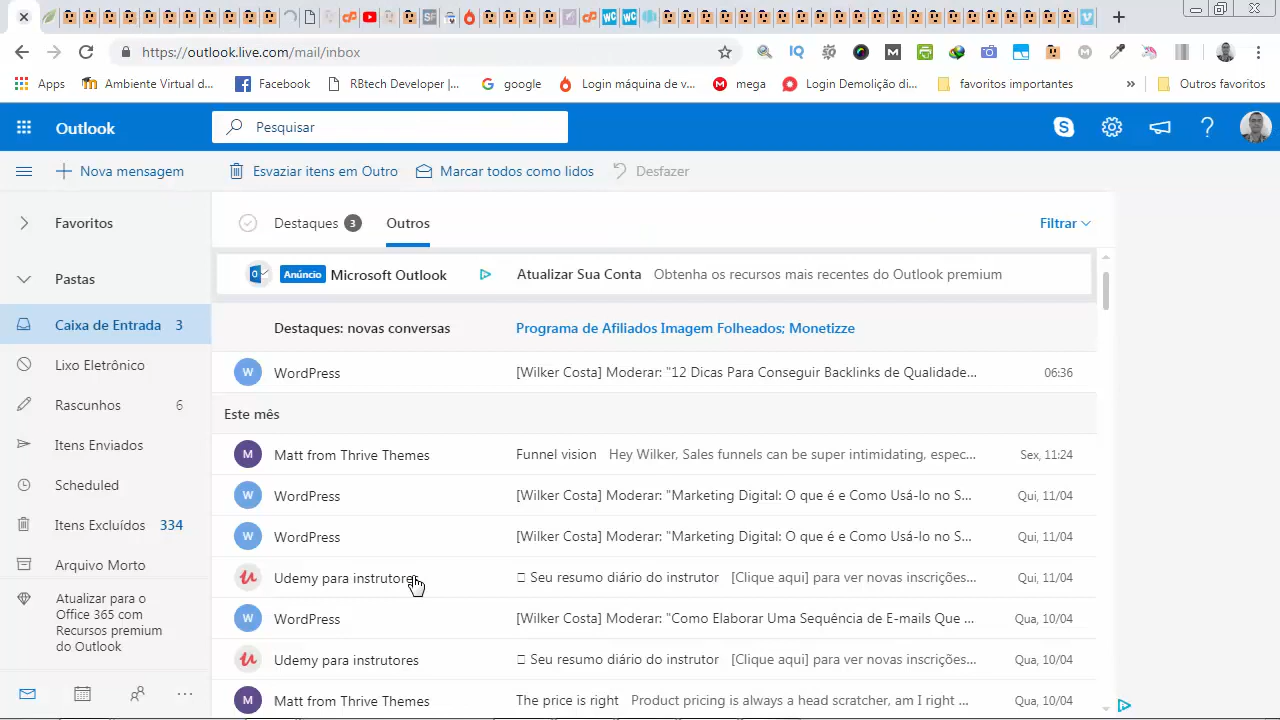 https://outlook.live.com/mail/inbox
Apps
Ambiente Virtual d...
Facebook
RBtech Developer |...
google
Login máquina de v...
mega
Login Demolição di...
favoritos importantes
»
Outros favoritos
Outlook
Pesquisar
Nova mensagem
Esvaziar itens em Outro
Marcar todos como lidos
Desfazer
Favoritos
Pastas
Caixa de Entrada 3
Lixo Eletrônico
Rascunhos 6
Itens Enviados
Scheduled
Itens Excluídos 334
Arquivo Morto
Atualizar para o
Office 365 com
Recursos premium
do Outlook
Destaques 3
Outros
Filtrar
Anúncio Microsoft Outlook Atualizar Sua Conta Obtenha os recursos mais recentes do Outlook premium
Destaques: novas conversas Programa de Afiliados Imagem Folheados; Monetizze
W WordPress [Wilker Costa] Moderar: "12 Dicas Para Conseguir Backlinks de Qualidade... 06:36
Este mês
M Matt from Thrive Themes Funnel vision Hey Wilker, Sales funnels can be super intimidating, espec... Sex, 11:24
W WordPress [Wilker Costa] Moderar: "Marketing Digital: O que é e Como Usá-lo no S... Qui, 11/04
W WordPress [Wilker Costa] Moderar: "Marketing Digital: O que é e Como Usá-lo no S... Qui, 11/04
Udemy para instrutores Seu resumo diário do instrutor [Clique aqui] para ver novas inscrições... Qui, 11/04
W WordPress [Wilker Costa] Moderar: "Como Elaborar Uma Sequência de E-mails Que ... Qua, 10/04
Udemy para instrutores Seu resumo diário do instrutor [Clique aqui] para ver novas inscrições... Qua, 10/04
M Matt from Thrive Themes The price is right Product pricing is always a head scratcher, am I right ... Qua, 10/04